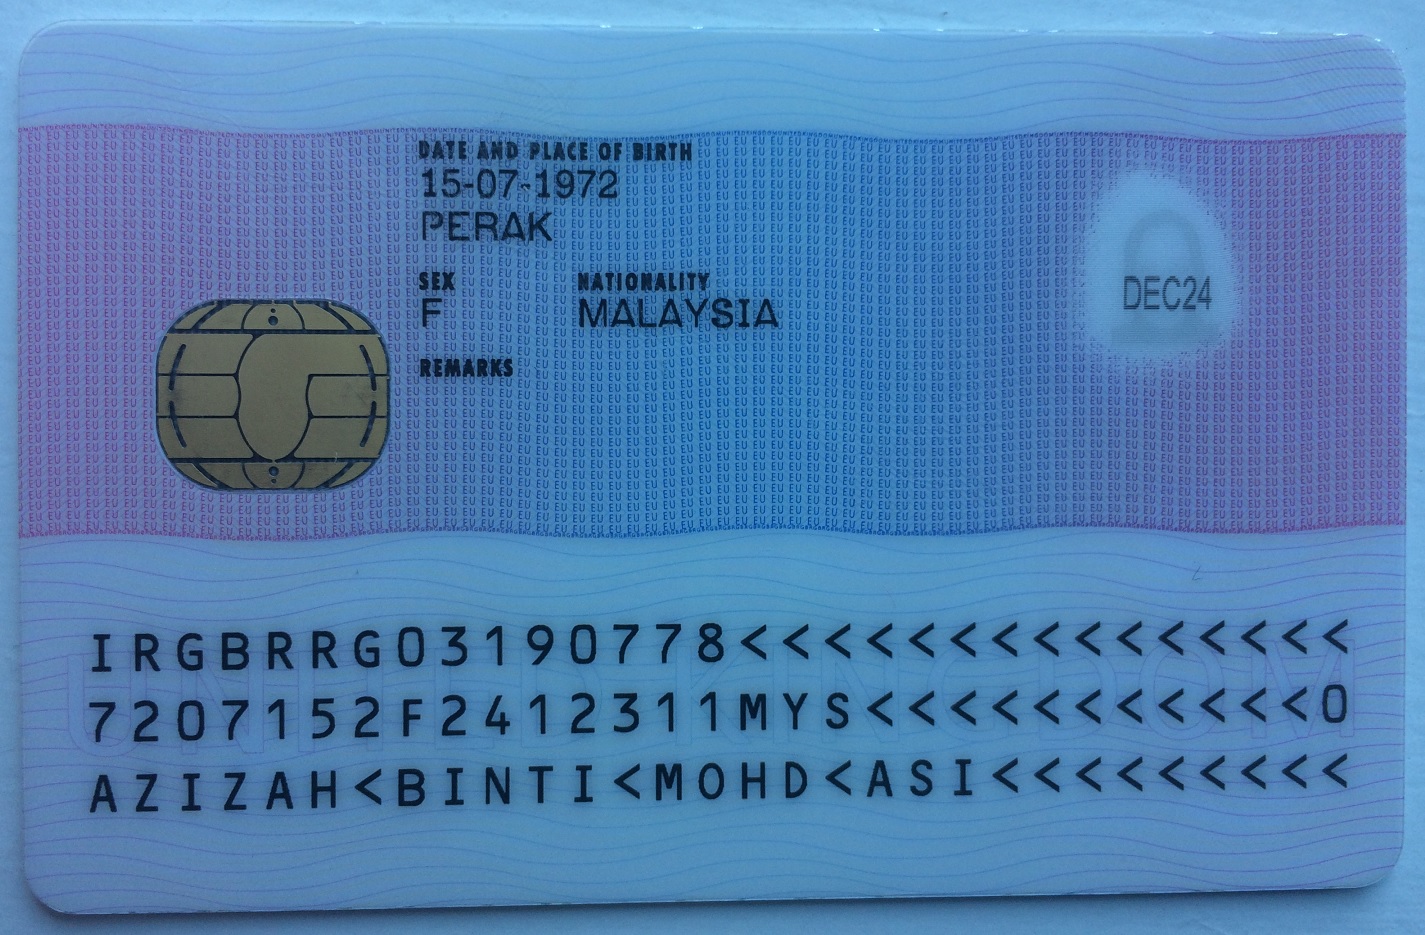 DATE AND PLACE OF BIRTH
15-07-1972
PERAK
SEX NATIONALITY
F MALAYSIA
DEC24
REMARKS
IRGBRRG03190778<<<<<<<<<<<<<<<
7207152F2412311MYS<<<<<<<<<<<0
AZIZAH<BINTI<MOHD<ASI<<<<<<<<<
UNITED KINGDOM